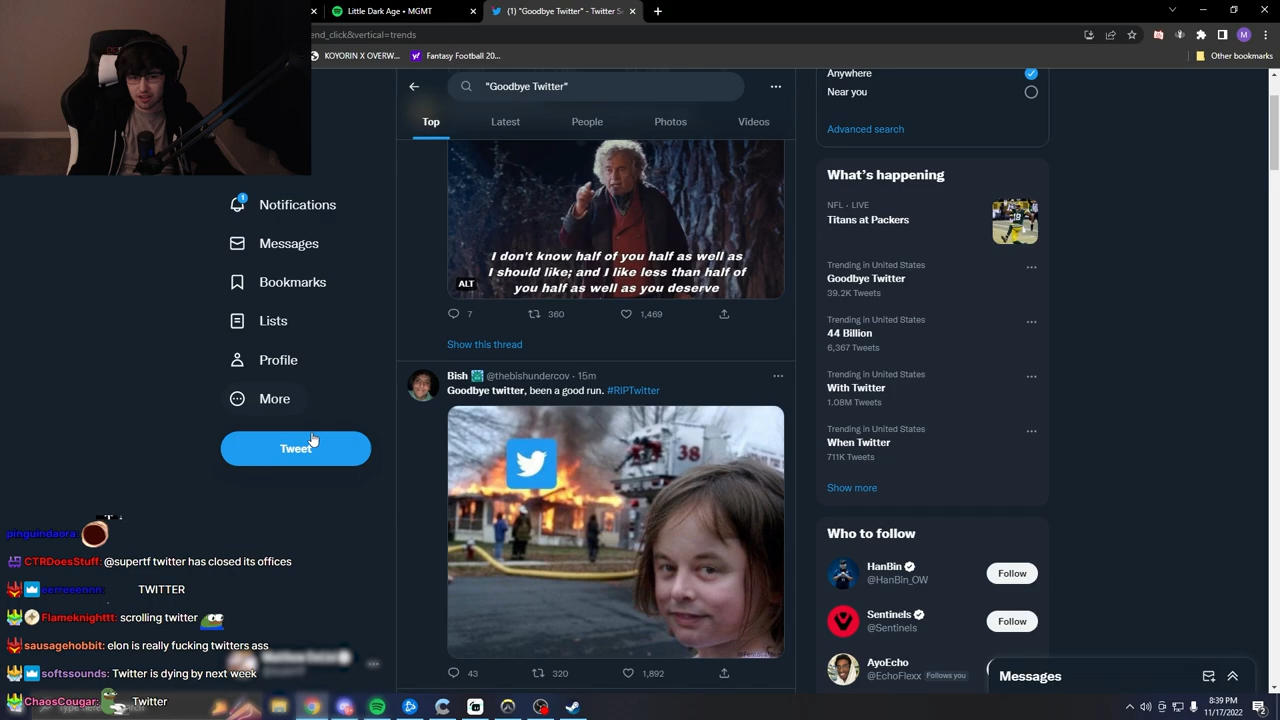 Little Dark Age • MGMT
(1) "Goodbye Twitter" - Twitter Se
end_click&vertical=trends
KOYORIN X OVERW...
Fantasy Football 20...
Other bookmarks
"Goodbye Twitter"
Top
Latest
People
Photos
Videos
Notifications
1
Messages
Bookmarks
Lists
Profile
More
Tweet
I don't know half of you half as well as
I should like; and I like less than half of
you half as well as you deserve
ALT
7
360
1,469
Show this thread
Bish @thebishundercov · 15m
Goodbye twitter, been a good run. #RIPTwitter
38
43
320
1,892
Anywhere
Near you
Advanced search
What's happening
NFL · LIVE
Titans at Packers
Trending in United States
Goodbye Twitter
39.2K Tweets
Trending in United States
44 Billion
6,367 Tweets
Trending in United States
With Twitter
1.08M Tweets
Trending in United States
When Twitter
711K Tweets
Show more
Who to follow
HanBin
@HanBin_OW
Follow
Sentinels
@Sentinels
Follow
AyoEcho
@EchoFlexx Follows you
Messages
pinguindaora:
CTRDoesStuff: @supertf twitter has closed its offices
TWITTER
Flameknighttt: scrolling twitter
sausagehobbit: elon is really fucking twitters ass
softssounds: Twitter is dying by next week
ChaosCougar: Twitter
8:39 PM
11/17/2022